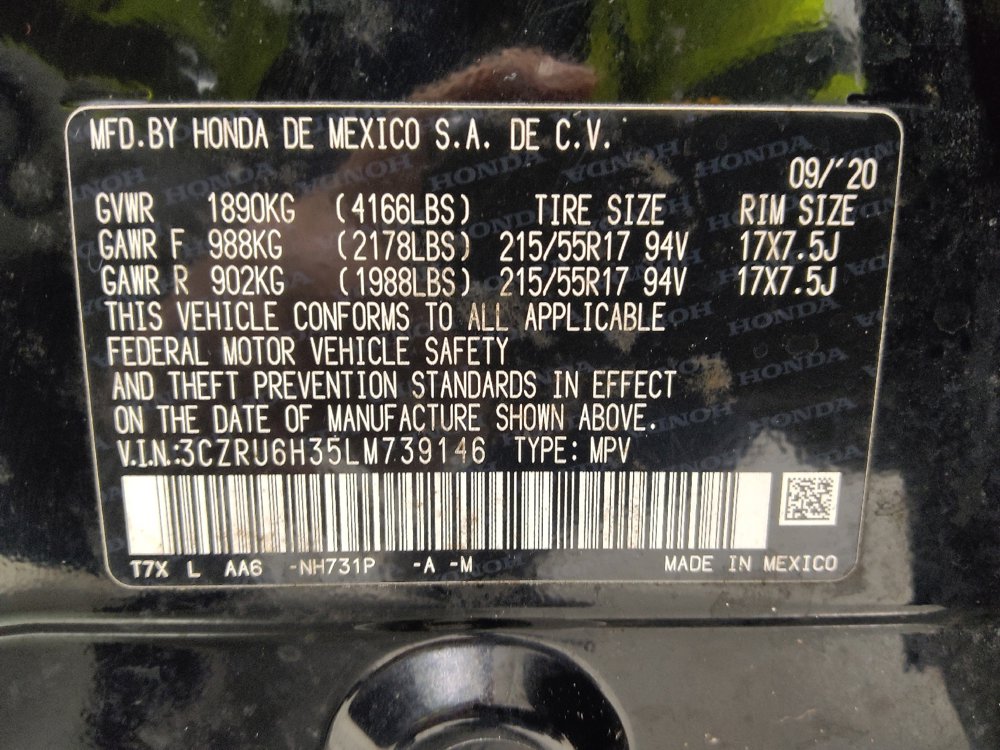 MFD.BY HONDA DE MEXICO S.A. DE C.V.
09/'20
GVWR 1890KG (4166LBS) TIRE SIZE RIM SIZE
GAWR F 988KG (2178LBS) 215/55R17 94V 17X7.5J
GAWR R 902KG (1988LBS) 215/55R17 94V 17X7.5J
THIS VEHICLE CONFORMS TO ALL APPLICABLE
FEDERAL MOTOR VEHICLE SAFETY
AND THEFT PREVENTION STANDARDS IN EFFECT
ON THE DATE OF MANUFACTURE SHOWN ABOVE.
V.I.N.:3CZRU6H35LM739146 TYPE: MPV
T7X L AA6 -NH731P -A -M MADE IN MEXICO